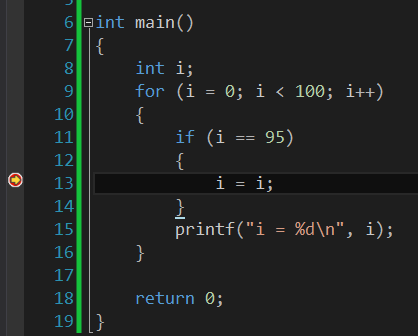 6 int main()
7 {
8 int i;
9 for (i = 0; i < 100; i++)
10 {
11 if (i == 95)
12 {
13 i = i;
14 }
15 printf("i = %d\n", i);
16 }
17
18 return 0;
19 }